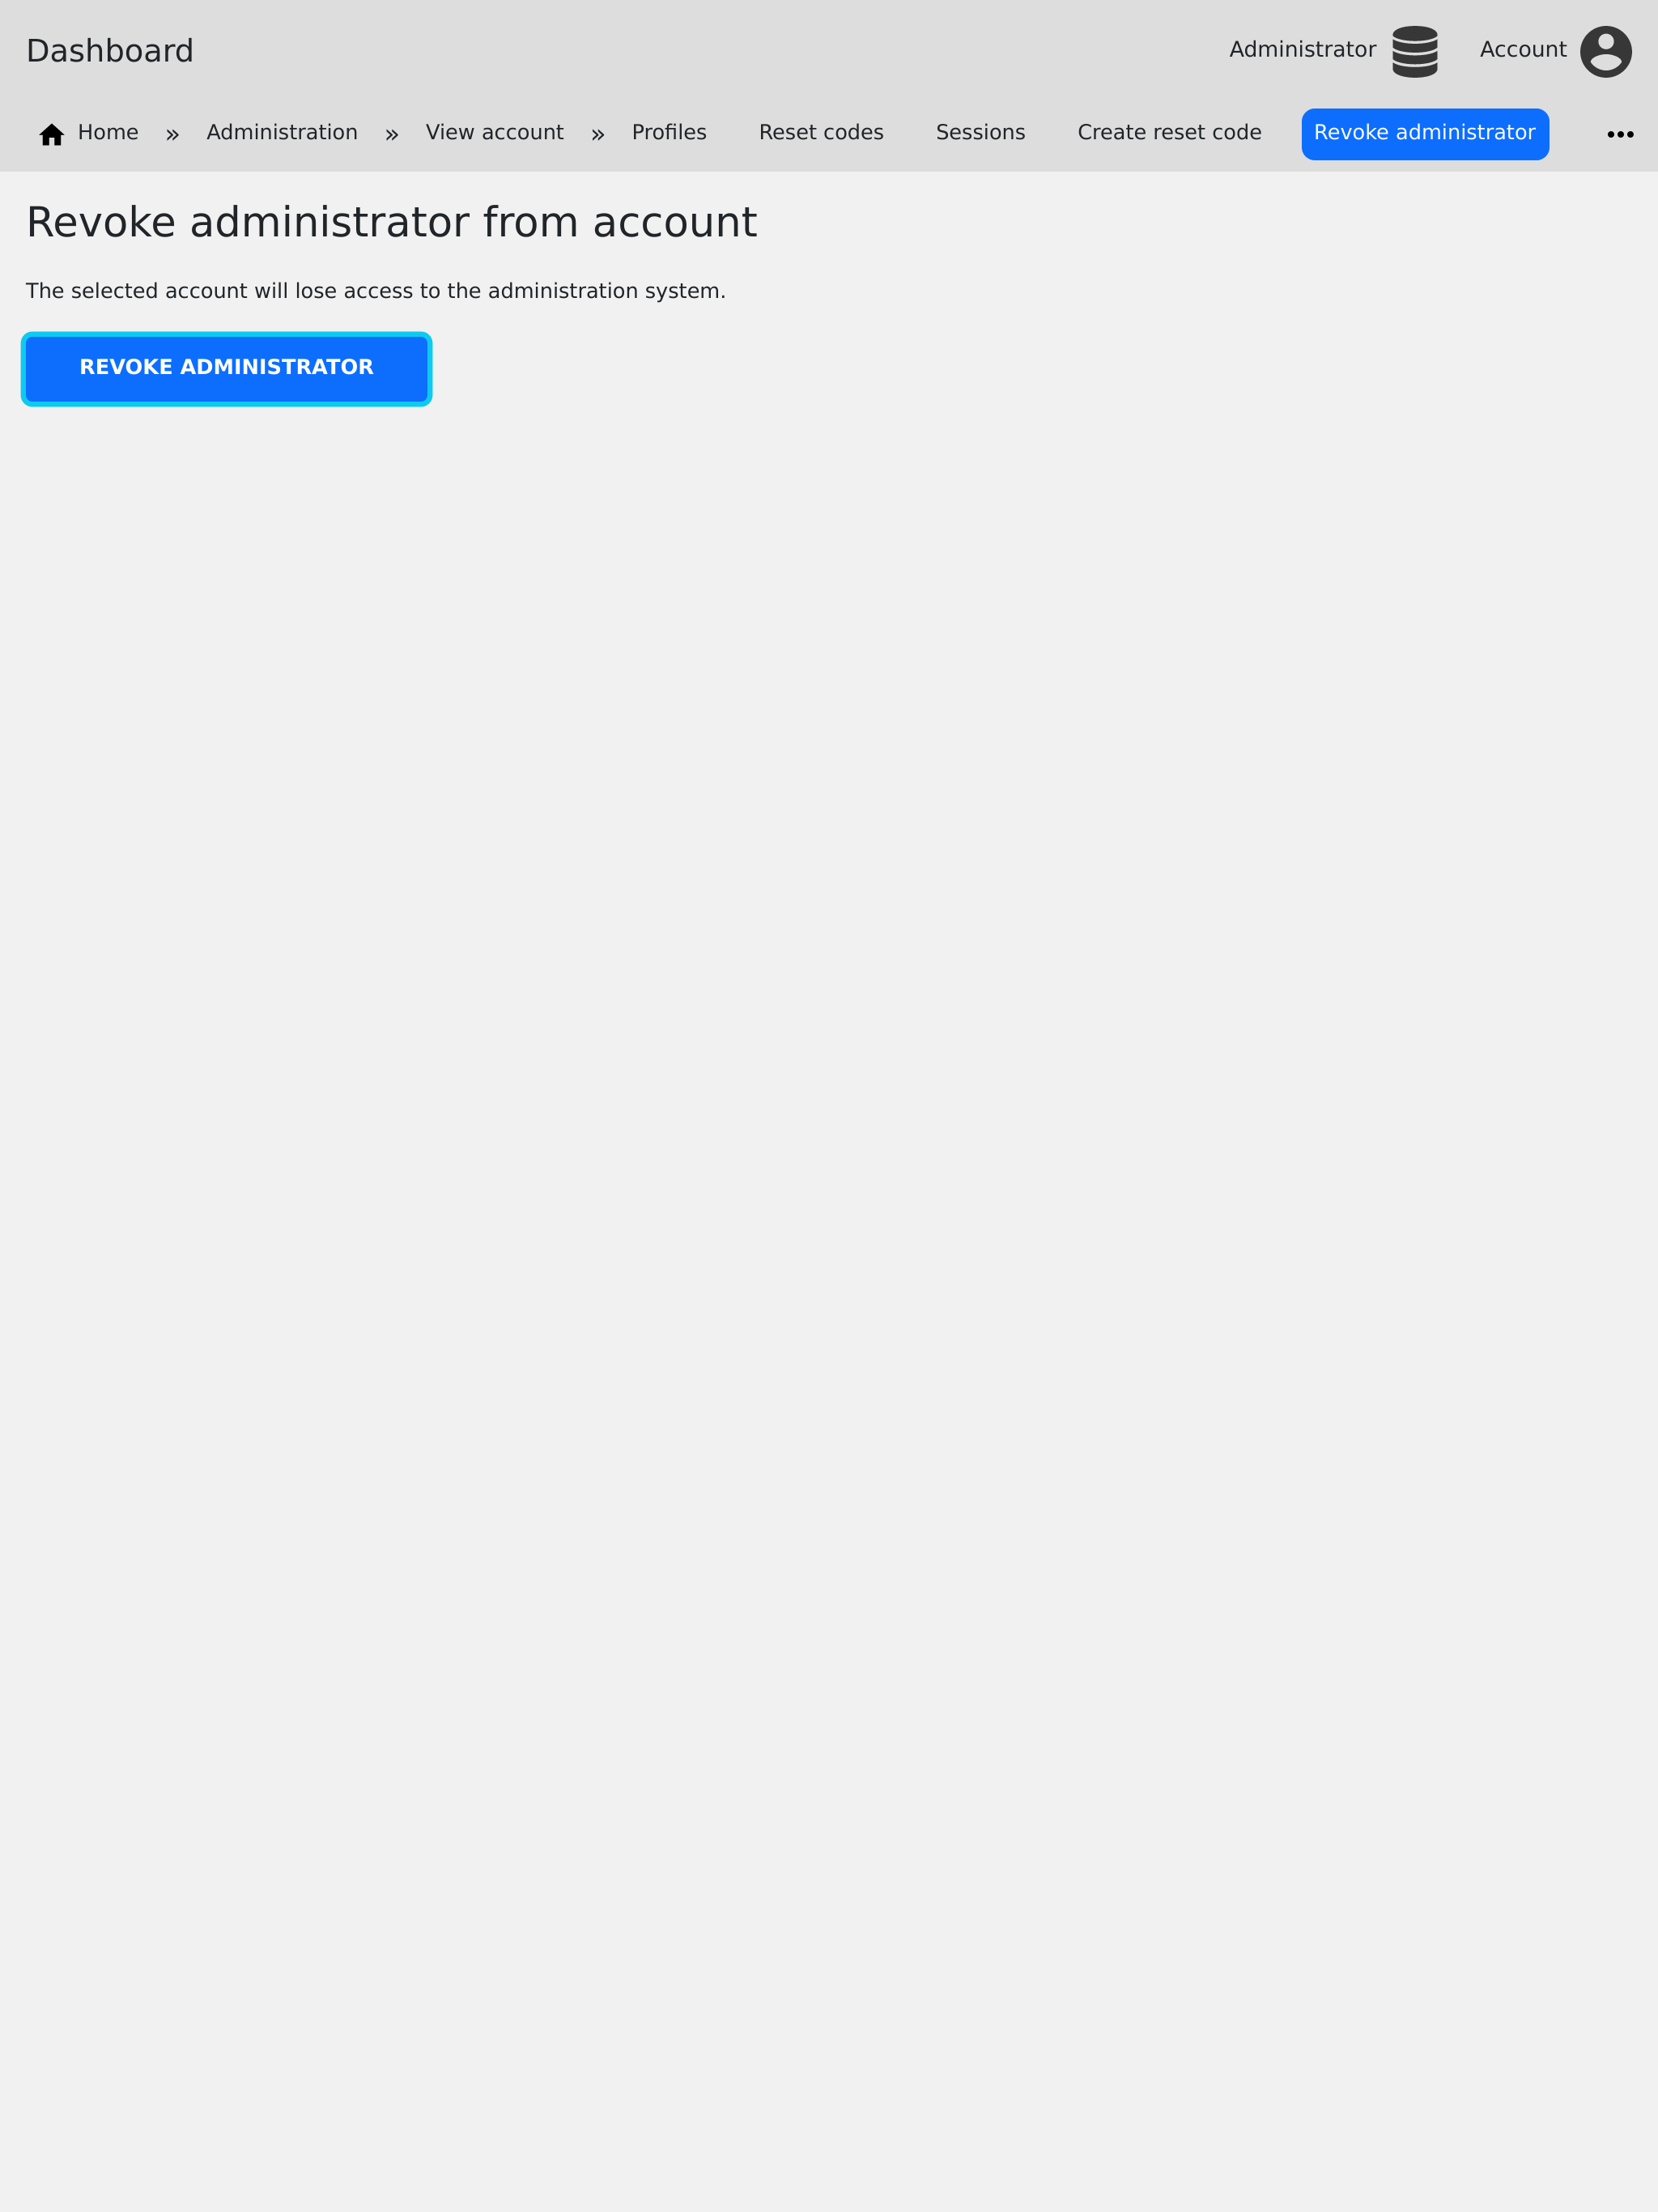 Dashboard
Administrator
Account
Home » Administration » View account » Profiles Reset codes Sessions Create reset code Revoke administrator
Revoke administrator from account
The selected account will lose access to the administration system.
REVOKE ADMINISTRATOR